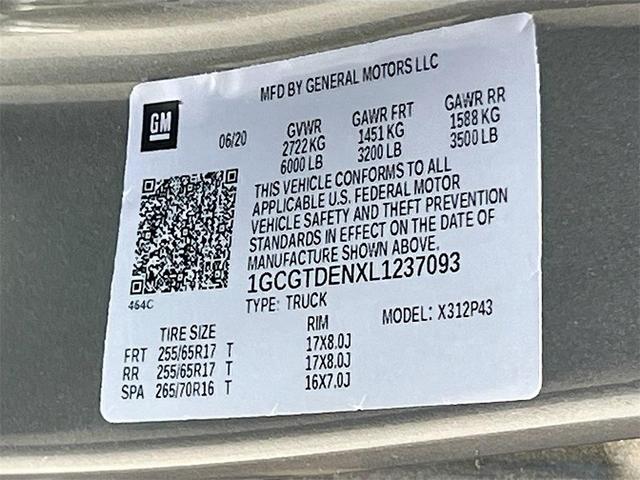 MFD BY GENERAL MOTORS LLC
GM
06/20 GVWR GAWR FRT GAWR RR
2722 KG 1451 KG 1588 KG
6000 LB 3200 LB 3500 LB
THIS VEHICLE CONFORMS TO ALL
APPLICABLE U.S. FEDERAL MOTOR
VEHICLE SAFETY AND THEFT PREVENTION
STANDARDS IN EFFECT ON THE DATE OF
MANUFACTURE SHOWN ABOVE.
1GCGTDENXL1237093
464C
TYPE: TRUCK MODEL: X312P43
TIRE SIZE RIM
FRT 255/65R17 T 17X8.0J
RR 255/65R17 T 17X8.0J
SPA 265/70R16 T 16X7.0J